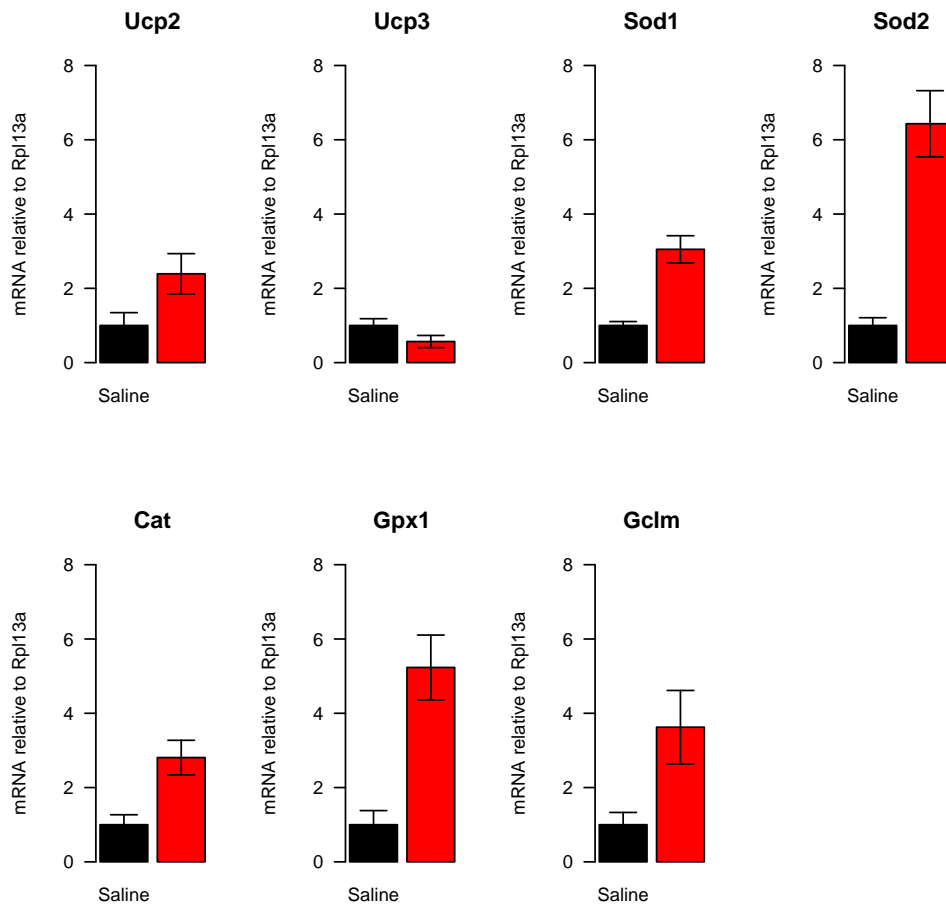 Ucp2
mRNA relative to Rpl13a
8
6
4
2
0
Saline
Ucp3
mRNA relative to Rpl13a
8
6
4
2
0
Saline
Sod1
mRNA relative to Rpl13a
8
6
4
2
0
Saline
Sod2
mRNA relative to Rpl13a
8
6
4
2
0
Saline
Cat
mRNA relative to Rpl13a
8
6
4
2
0
Saline
Gpx1
mRNA relative to Rpl13a
8
6
4
2
0
Saline
Gclm
mRNA relative to Rpl13a
8
6
4
2
0
Saline